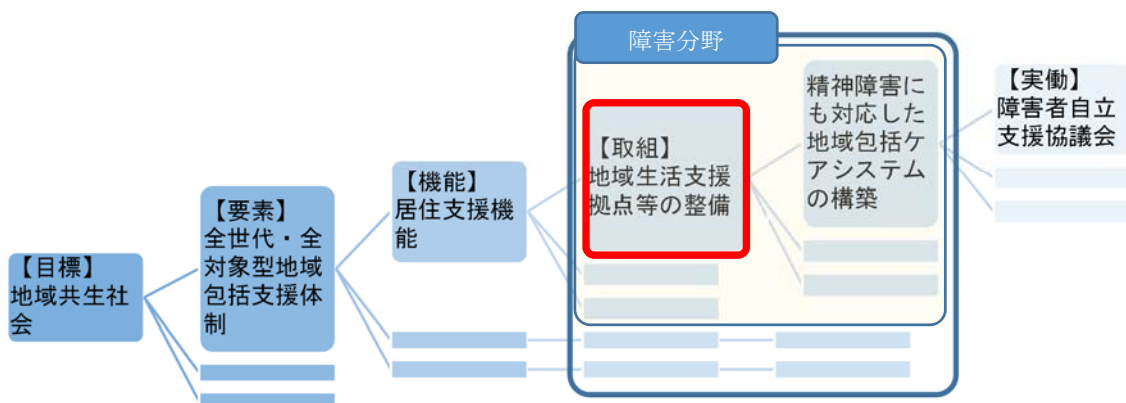 障害分野
【目標】
地域共生社
会
【要素】
全世代・全
対象型地域
包括支援体
制
【機能】
居住支援機
能
【取組】
地域生活支援
拠点等の整備
精神障害に
も対応した
地域包括ケ
アシステム
の構築
【実働】
障害者自立
支援協議会